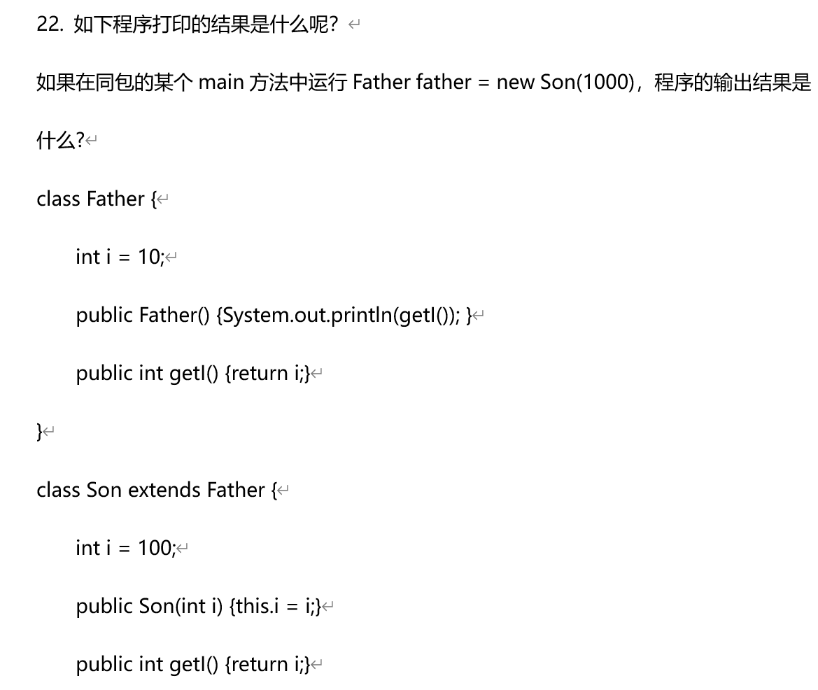 22. 如下程序打印的结果是什么呢？↵
如果在同包的某个 main 方法中运行 Father father = new Son(1000)，程序的输出结果是
什么?↵
class Father {↵
int i = 10;↵
public Father() {System.out.println(getI()); }↵
public int getI() {return i;}↵
}↵
class Son extends Father {↵
int i = 100;↵
public Son(int i) {this.i = i;}↵
public int getI() {return i;}↵